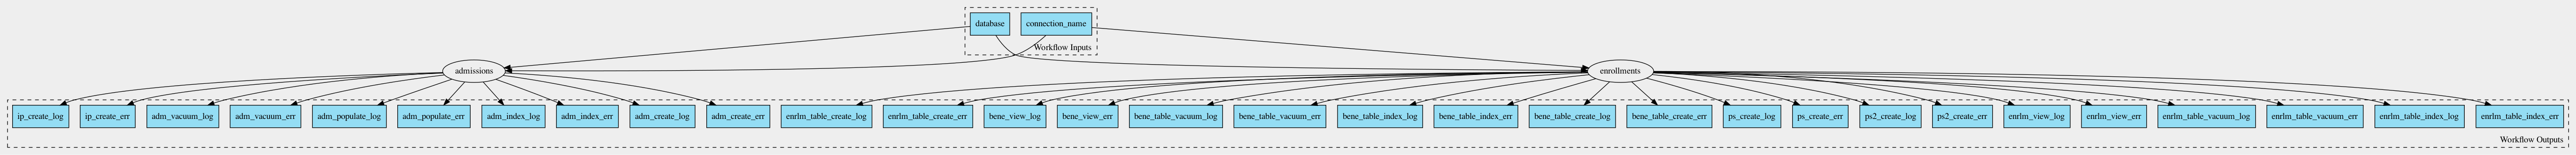 database
connection_name
Workflow Inputs
admissions
enrollments
ip_create_log
ip_create_err
adm_vacuum_log
adm_vacuum_err
adm_populate_log
adm_populate_err
adm_index_log
adm_index_err
adm_create_log
adm_create_err
enrlm_table_create_log
enrlm_table_create_err
bene_view_log
bene_view_err
bene_table_vacuum_log
bene_table_vacuum_err
bene_table_index_log
bene_table_index_err
bene_table_create_log
bene_table_create_err
ps_create_log
ps_create_err
ps2_create_log
ps2_create_err
enrlm_view_log
enrlm_view_err
enrlm_table_vacuum_log
enrlm_table_vacuum_err
enrlm_table_index_log
enrlm_table_index_err
Workflow Outputs